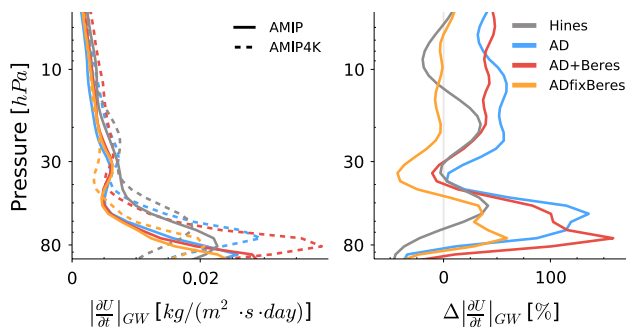 AMIP
AMIP4K
Hines
AD
AD+Beres
ADfixBeres
Pressure [hPa]
10
30
80
0
0.02
|∂U/∂t|GW [kg/(m² · s · day)]
10
30
80
0
100
Δ|∂U/∂t|GW [%]